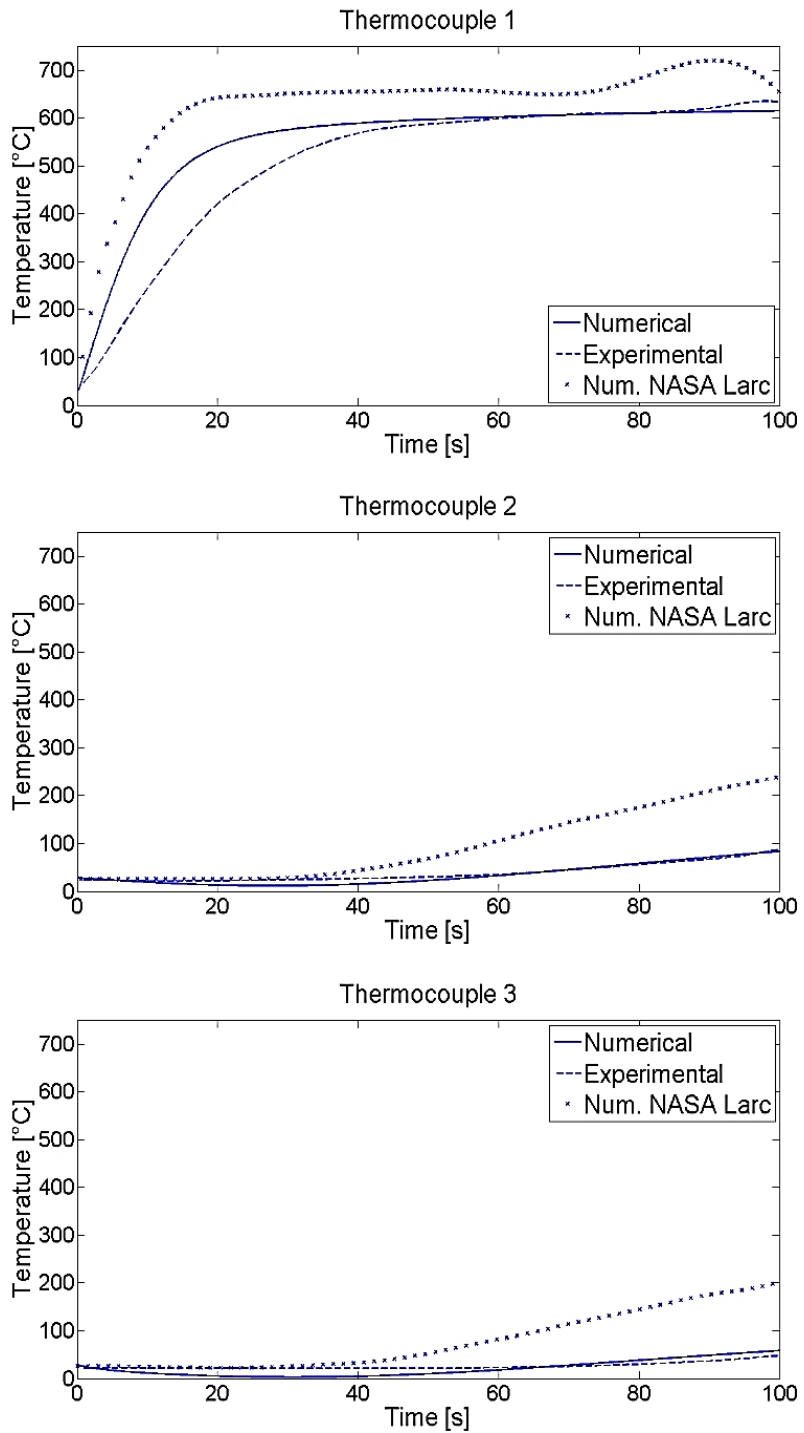 Thermocouple 1
Temperature [°C]
700
600
500
400
300
200
100
0
Numerical
Experimental
Num. NASA Larc
0 20 40 60 80 100
Time [s]
Thermocouple 2
Temperature [°C]
700
600
500
400
300
200
100
0
Numerical
Experimental
Num. NASA Larc
0 20 40 60 80 100
Time [s]
Thermocouple 3
Temperature [°C]
700
600
500
400
300
200
100
0
Numerical
Experimental
Num. NASA Larc
0 20 40 60 80 100
Time [s]